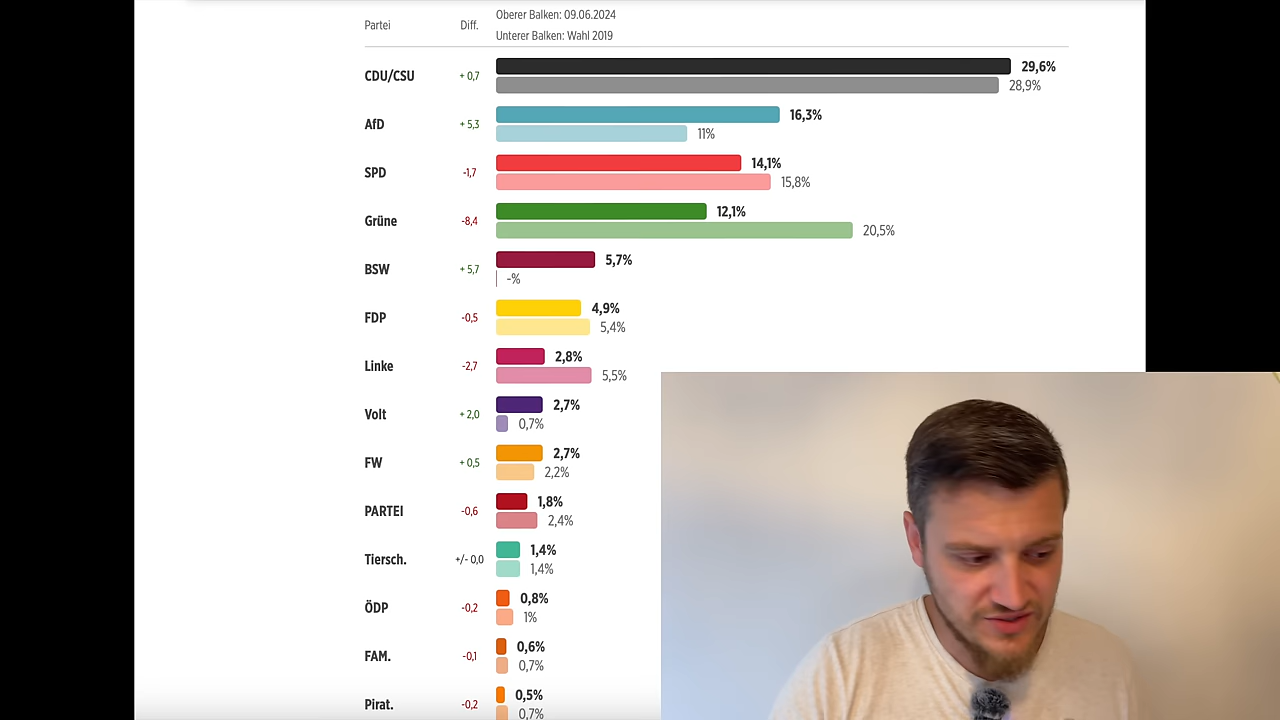 Partei Diff. Oberer Balken: 09.06.2024
Unterer Balken: Wahl 2019
CDU/CSU + 0,7 29,6%
28,9%
AfD + 5,3 16,3%
11%
SPD -1,7 14,1%
15,8%
Grüne -8,4 12,1%
20,5%
BSW + 5,7 5,7%
-%
FDP -0,5 4,9%
5,4%
Linke -2,7 2,8%
5,5%
Volt + 2,0 2,7%
0,7%
FW + 0,5 2,7%
2,2%
PARTEI -0,6 1,8%
2,4%
Tiersch. +/- 0,0 1,4%
1,4%
ÖDP -0,2 0,8%
1%
FAM. -0,1 0,6%
0,7%
Pirat. -0,2 0,5%
0,7%